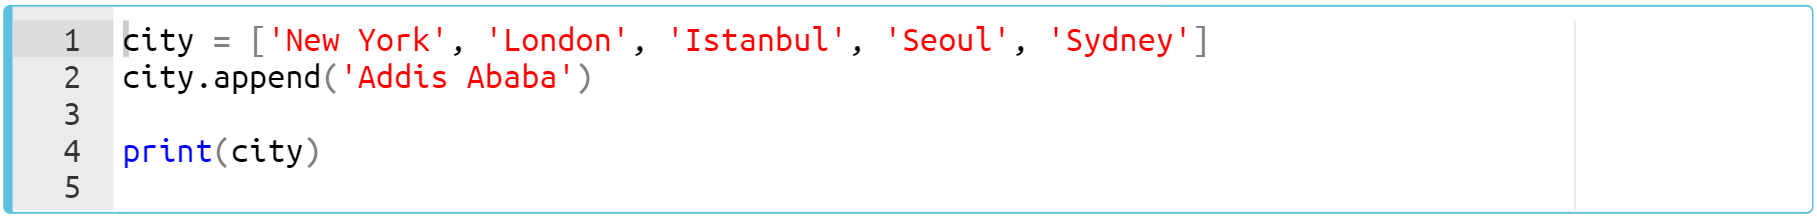 1 city = ['New York', 'London', 'Istanbul', 'Seoul', 'Sydney']
2 city.append('Addis Ababa')
3
4 print(city)
5